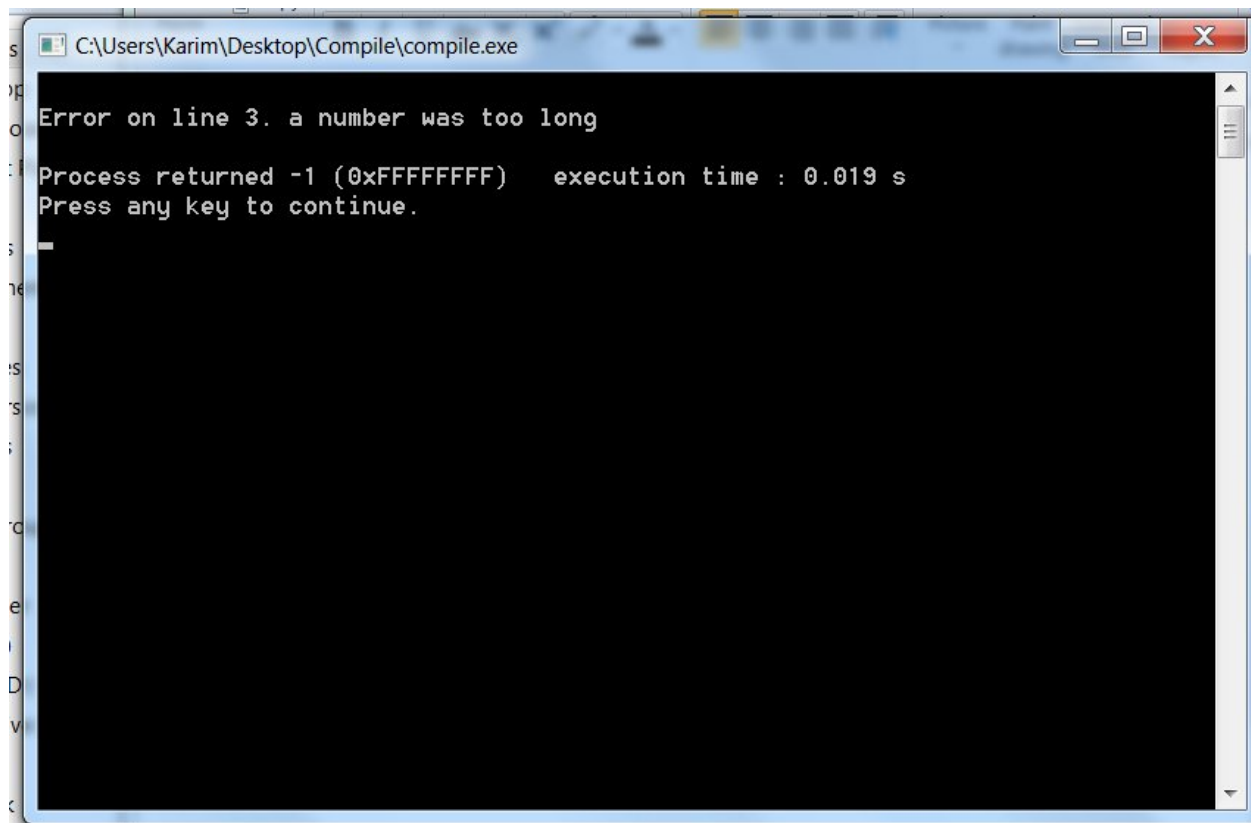 C:\Users\Karim\Desktop\Compile\compile.exe
Error on line 3. a number was too long
Process returned -1 (0xFFFFFFFF)   execution time : 0.019 s
Press any key to continue.